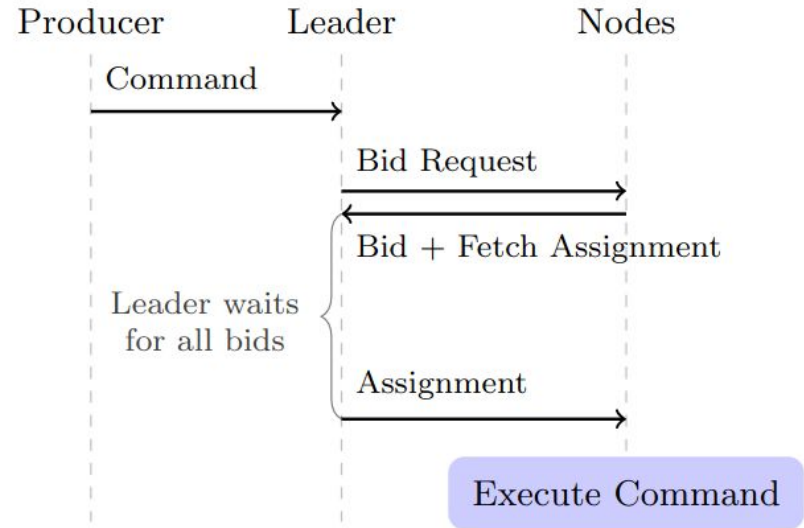 Producer Leader Nodes
Command
Bid Request
Bid + Fetch Assignment
Leader waits
for all bids
Assignment
Execute Command